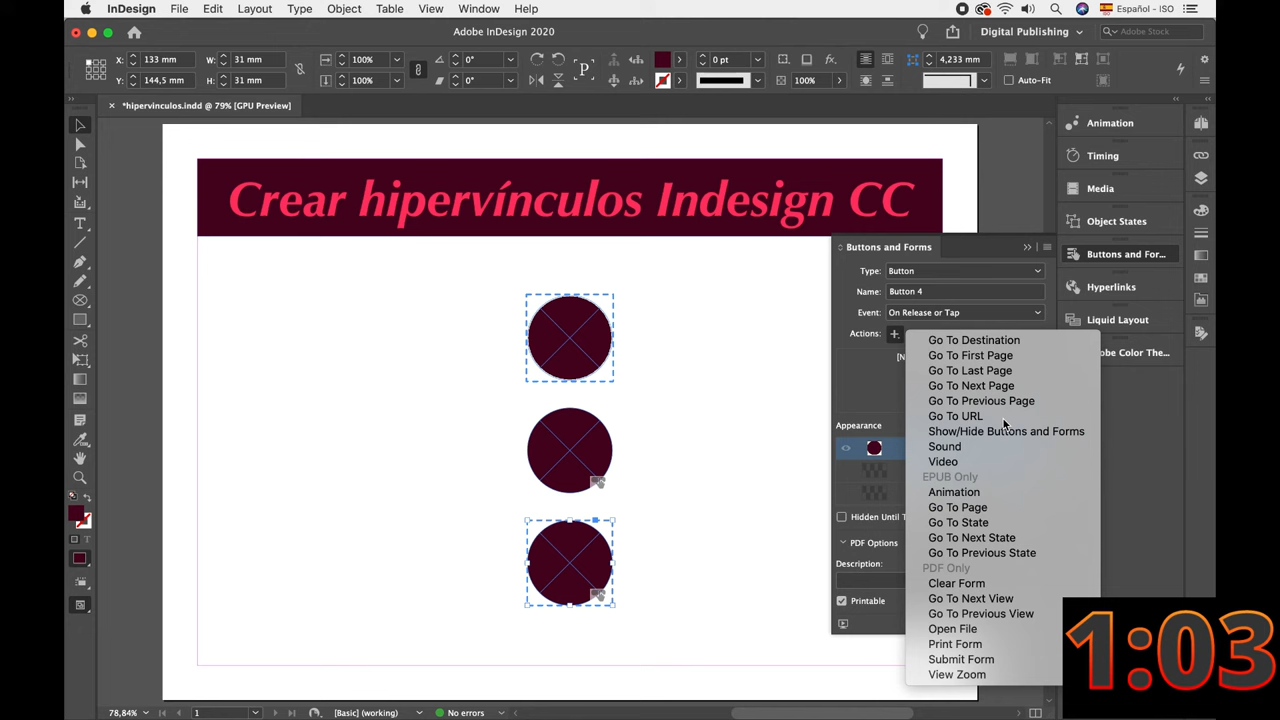 InDesign File Edit Layout Type Object Table View Window Help Español - ISO
Adobe InDesign 2020 Digital Publishing Adobe Stock
X: 133 mm W: 31 mm 100% 0° P 0 pt fx. 4,233 mm
Y: 144,5 mm H: 31 mm 100% 0° 100% Auto-Fit
*hipervinculos.indd @ 79% [GPU Preview]
Crear hipervínculos Indesign CC
Animation
Timing
Media
Object States
Buttons and For...
Hyperlinks
Liquid Layout
dobe Color The...
Buttons and Forms
Type: Button
Name: Button 4
Event: On Release or Tap
Actions:
[N
Appearance
Hidden Until T
PDF Options
Description:
Printable
Go To Destination
Go To First Page
Go To Last Page
Go To Next Page
Go To Previous Page
Go To URL
Show/Hide Buttons and Forms
Sound
Video
EPUB Only
Animation
Go To Page
Go To State
Go To Next State
Go To Previous State
PDF Only
Clear Form
Go To Next View
Go To Previous View
Open File
Print Form
Submit Form
View Zoom
1:03
78,84% 1 [Basic] (working) No errors